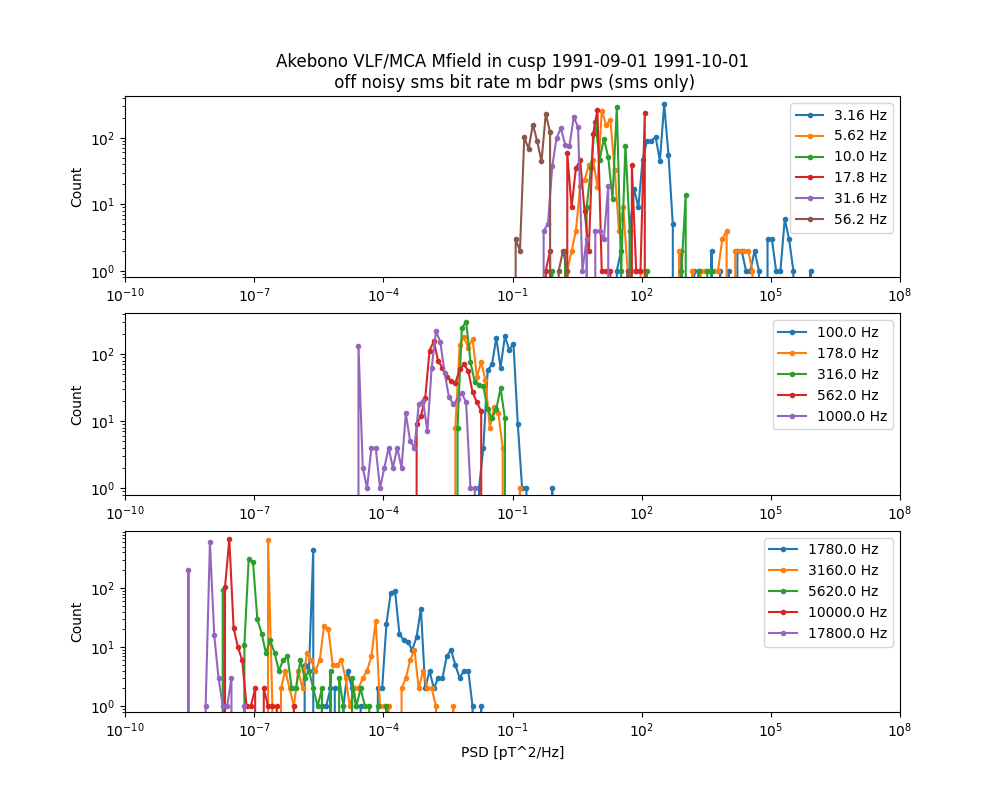 Akebono VLF/MCA Mfield in cusp 1991-09-01 1991-10-01
off noisy sms bit rate m bdr pws (sms only)
Count
10^2
10^1
10^0
3.16 Hz
5.62 Hz
10.0 Hz
17.8 Hz
31.6 Hz
56.2 Hz
10^-10 10^-7 10^-4 10^-1 10^2 10^5 10^8
Count
10^2
10^1
10^0
100.0 Hz
178.0 Hz
316.0 Hz
562.0 Hz
1000.0 Hz
10^-10 10^-7 10^-4 10^-1 10^2 10^5 10^8
Count
10^2
10^1
10^0
1780.0 Hz
3160.0 Hz
5620.0 Hz
10000.0 Hz
17800.0 Hz
10^-10 10^-7 10^-4 10^-1 10^2 10^5 10^8
PSD [pT^2/Hz]